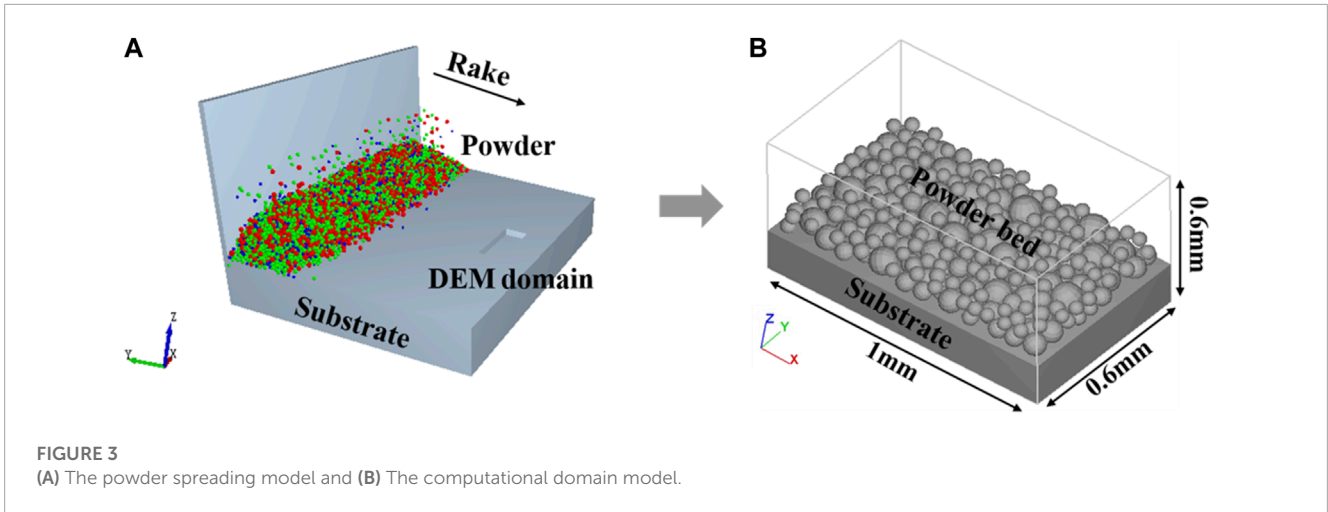 A
Rake
Powder
DEM domain
Substrate
Z
Y
X
B
Powder bed
Substrate
0.6mm
0.6mm
1mm
Z
Y
X
FIGURE 3
(A) The powder spreading model and (B) The computational domain model.